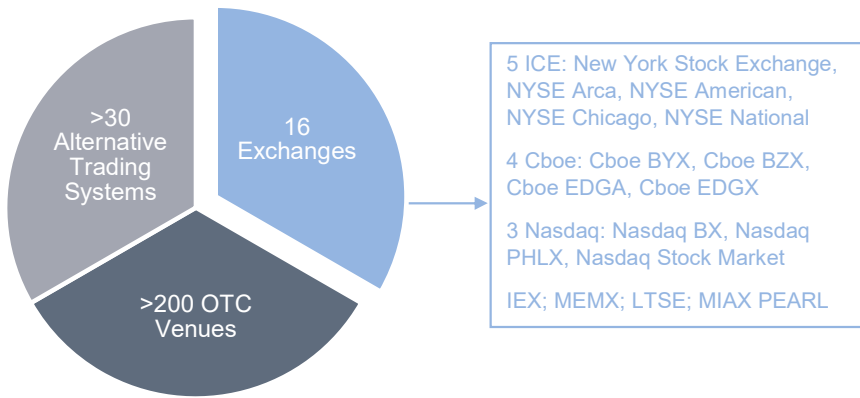 >30
Alternative
Trading
Systems
16
Exchanges
>200 OTC
Venues
5 ICE: New York Stock Exchange,
NYSE Arca, NYSE American,
NYSE Chicago, NYSE National
4 Cboe: Cboe BYX, Cboe BZX,
Cboe EDGA, Cboe EDGX
3 Nasdaq: Nasdaq BX, Nasdaq
PHLX, Nasdaq Stock Market
IEX; MEMX; LTSE; MIAX PEARL